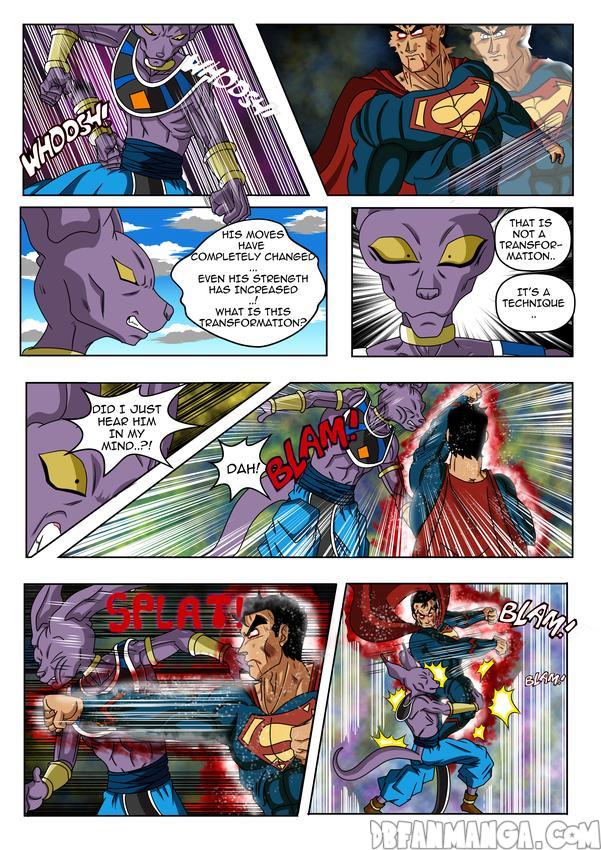 WHOOSH!
WHOOSH!
HIS MOVES
HAVE
COMPLETELY CHANGED
...
EVEN HIS STRENGTH
HAS INCREASED
..!
WHAT IS THIS
TRANSFORMATION?
THAT IS
NOT A
TRANSFOR-
MATION..
IT'S A
TECHNIQUE
..
DID I JUST
HEAR HIM
IN MY
MIND..?!
DAH!
BLAM!
SPLAT!
BLAM!
BLAM!
DBFANMANGA.COM